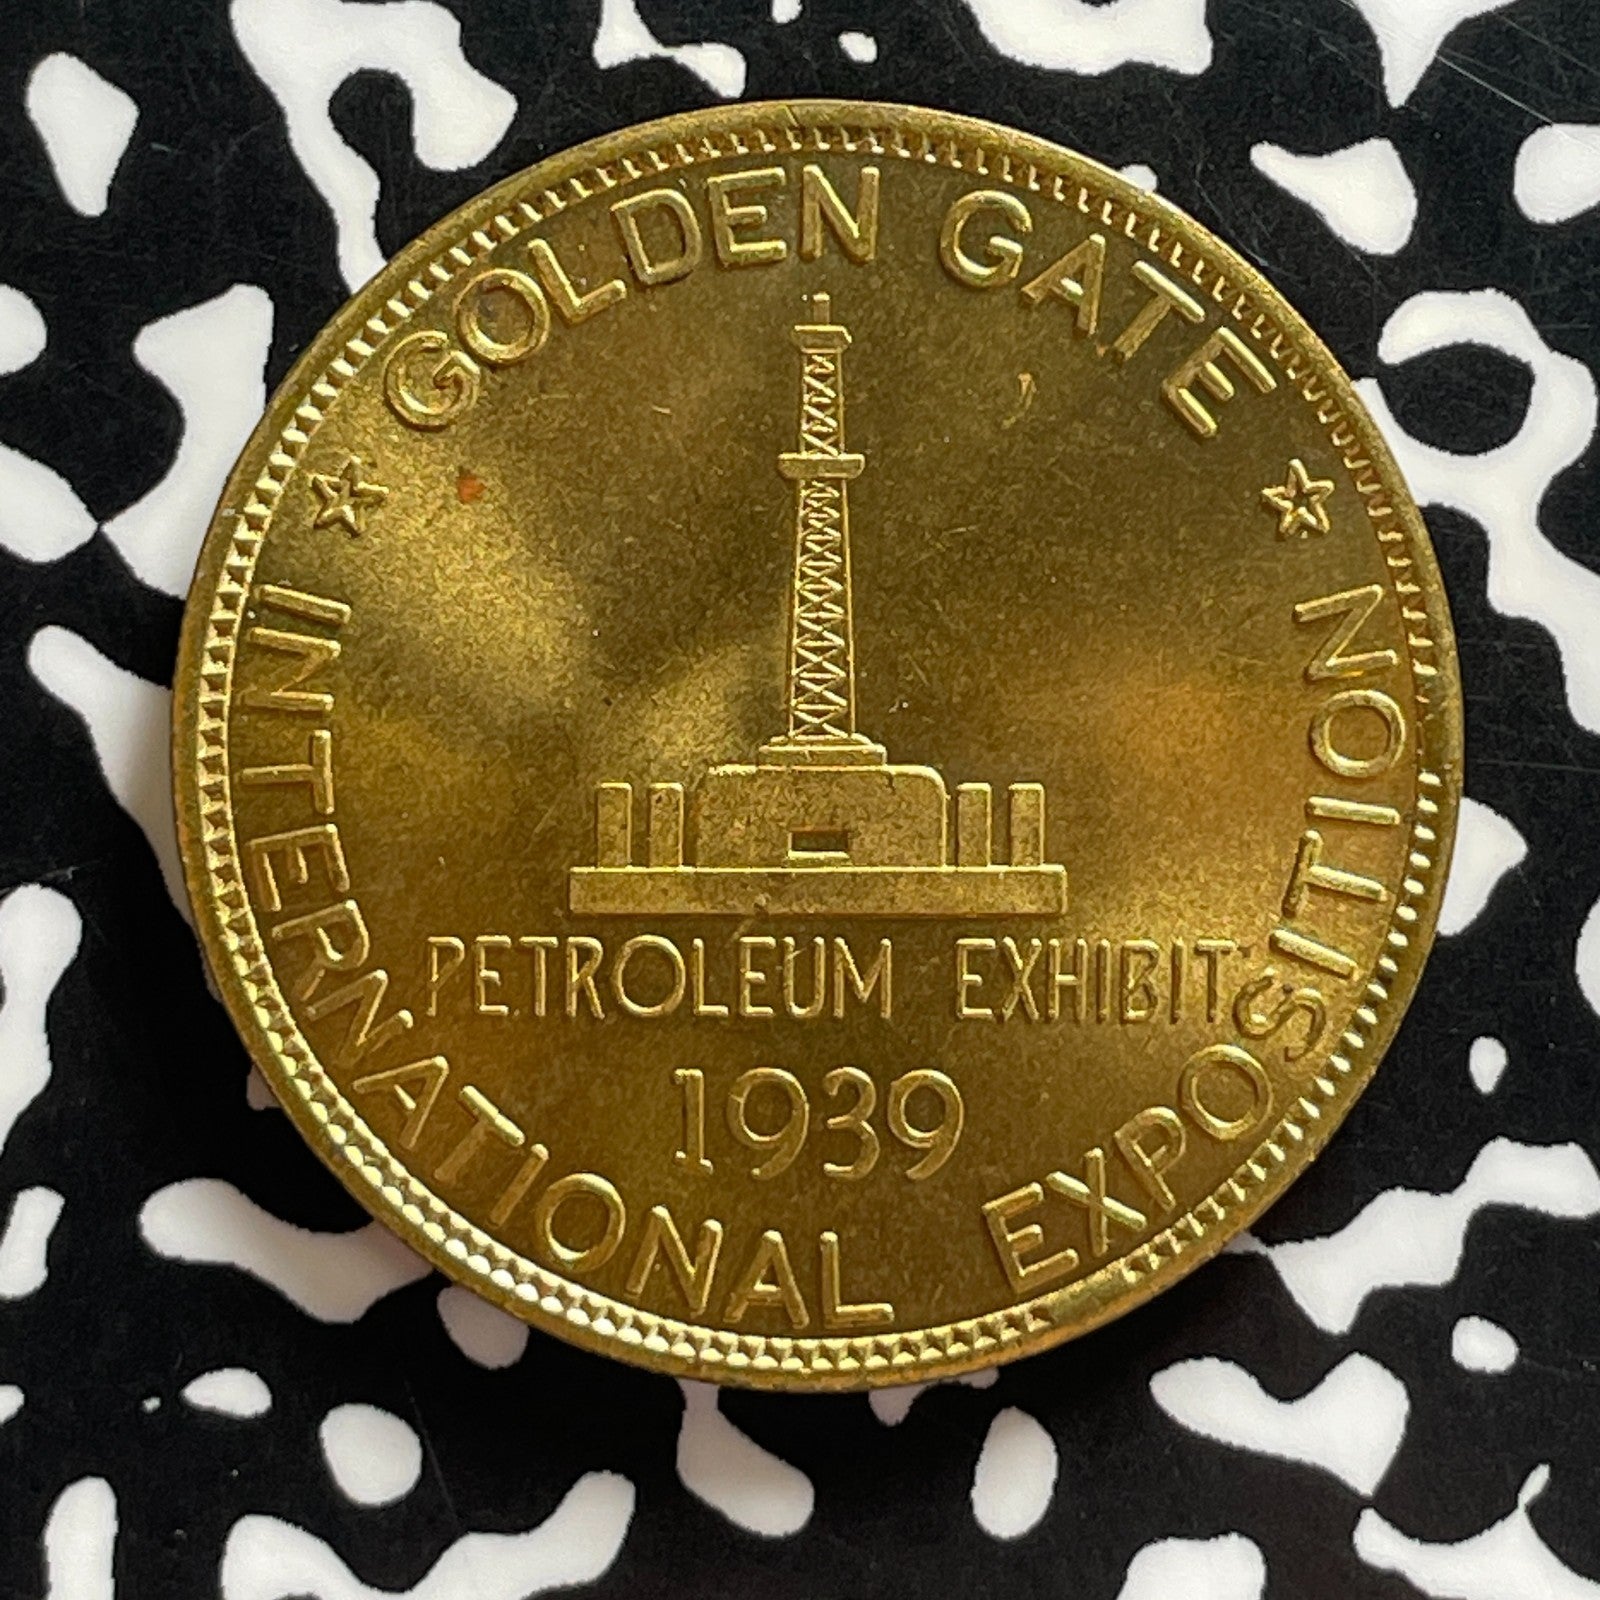 GOLDEN GATE
INTERNATIONAL EXPOSITION
PETROLEUM EXHIBIT
1939